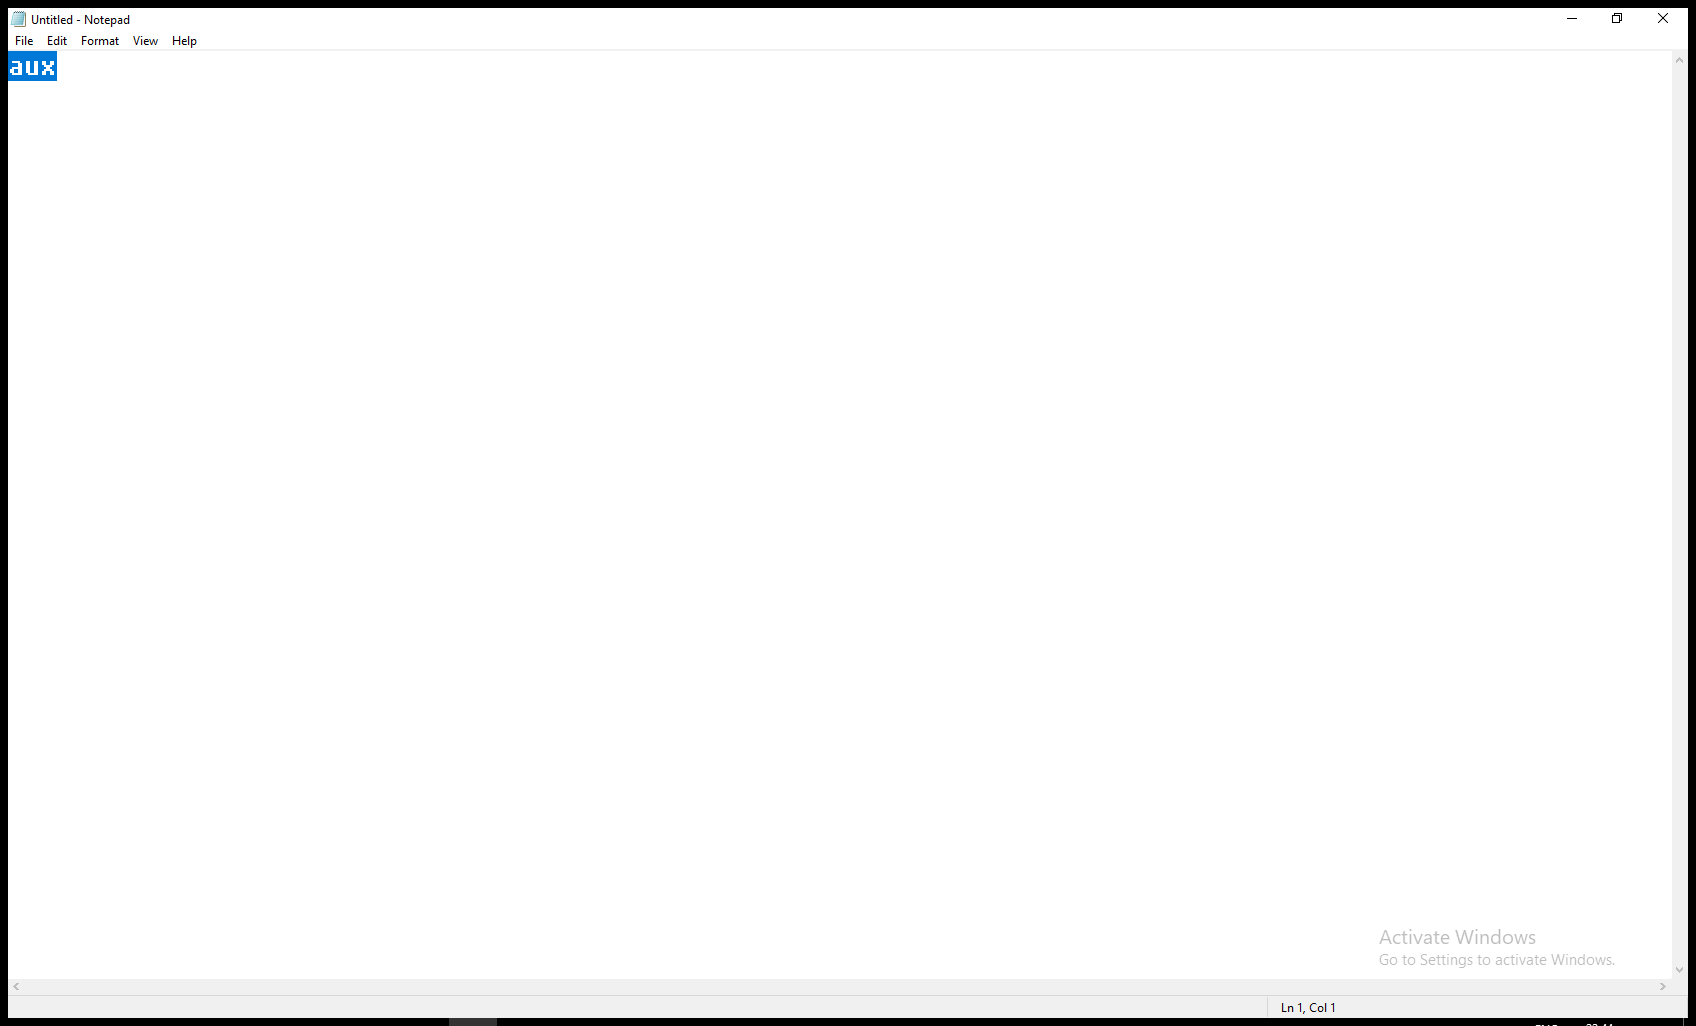 Untitled - Notepad
File Edit Format View Help
aux
Activate Windows
Go to Settings to activate Windows.
Ln 1, Col 1